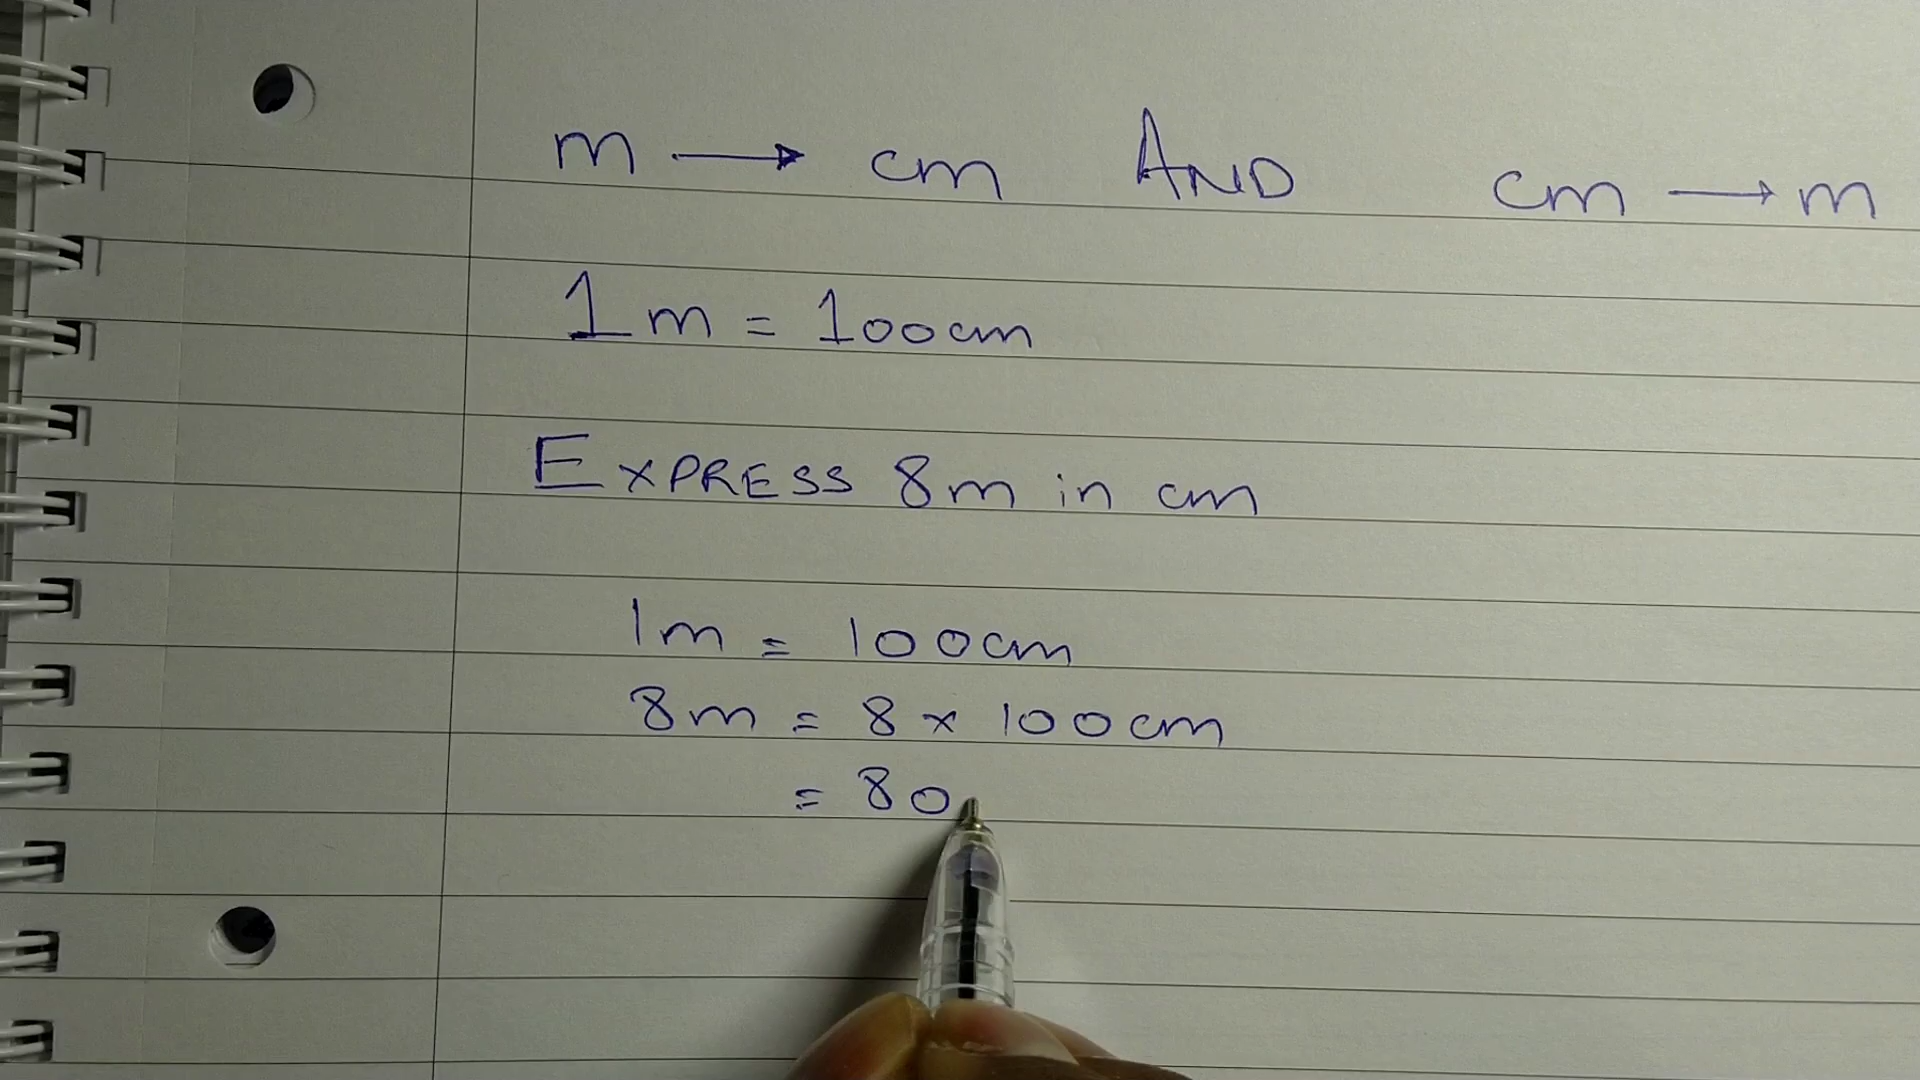 m → cm AND cm → m
1m = 100cm
EXPRESS 8m in cm
1m = 100cm
8m = 8 × 100cm
= 80